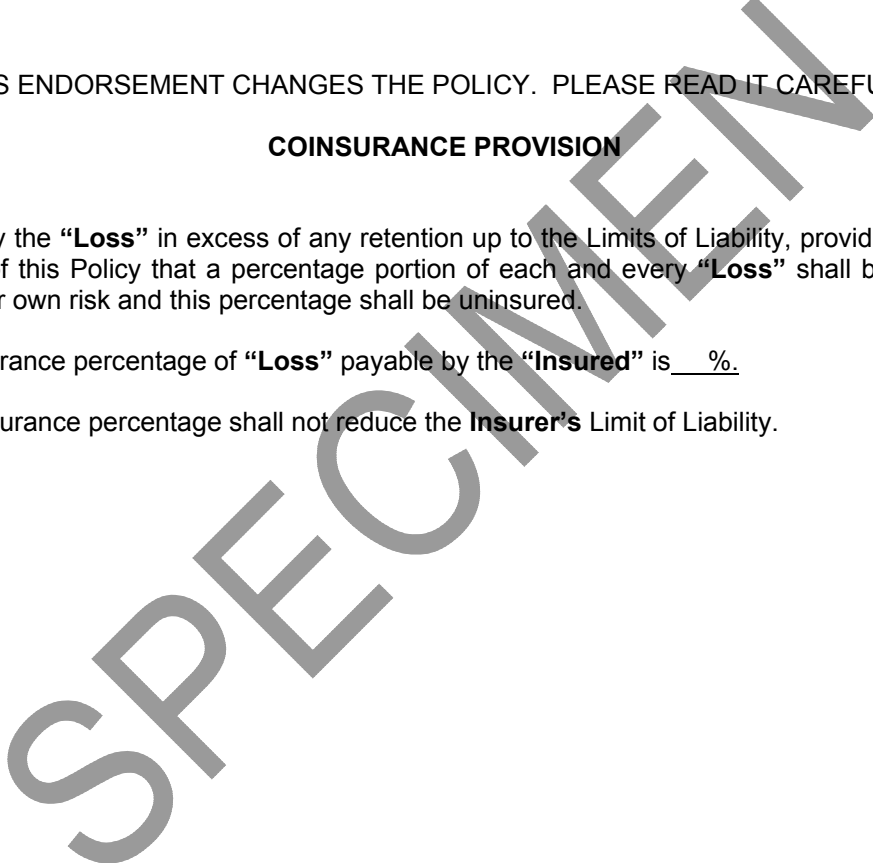 S ENDORSEMENT CHANGES THE POLICY. PLEASE READ IT CAREFU
COINSURANCE PROVISION
y the “Loss” in excess of any retention up to the Limits of Liability, provid
f this Policy that a percentage portion of each and every “Loss” shall b
r own risk and this percentage shall be uninsured.
urance percentage of “Loss” payable by the “Insured” is___%.
urance percentage shall not reduce the Insurer’s Limit of Liability.
SPECIMEN